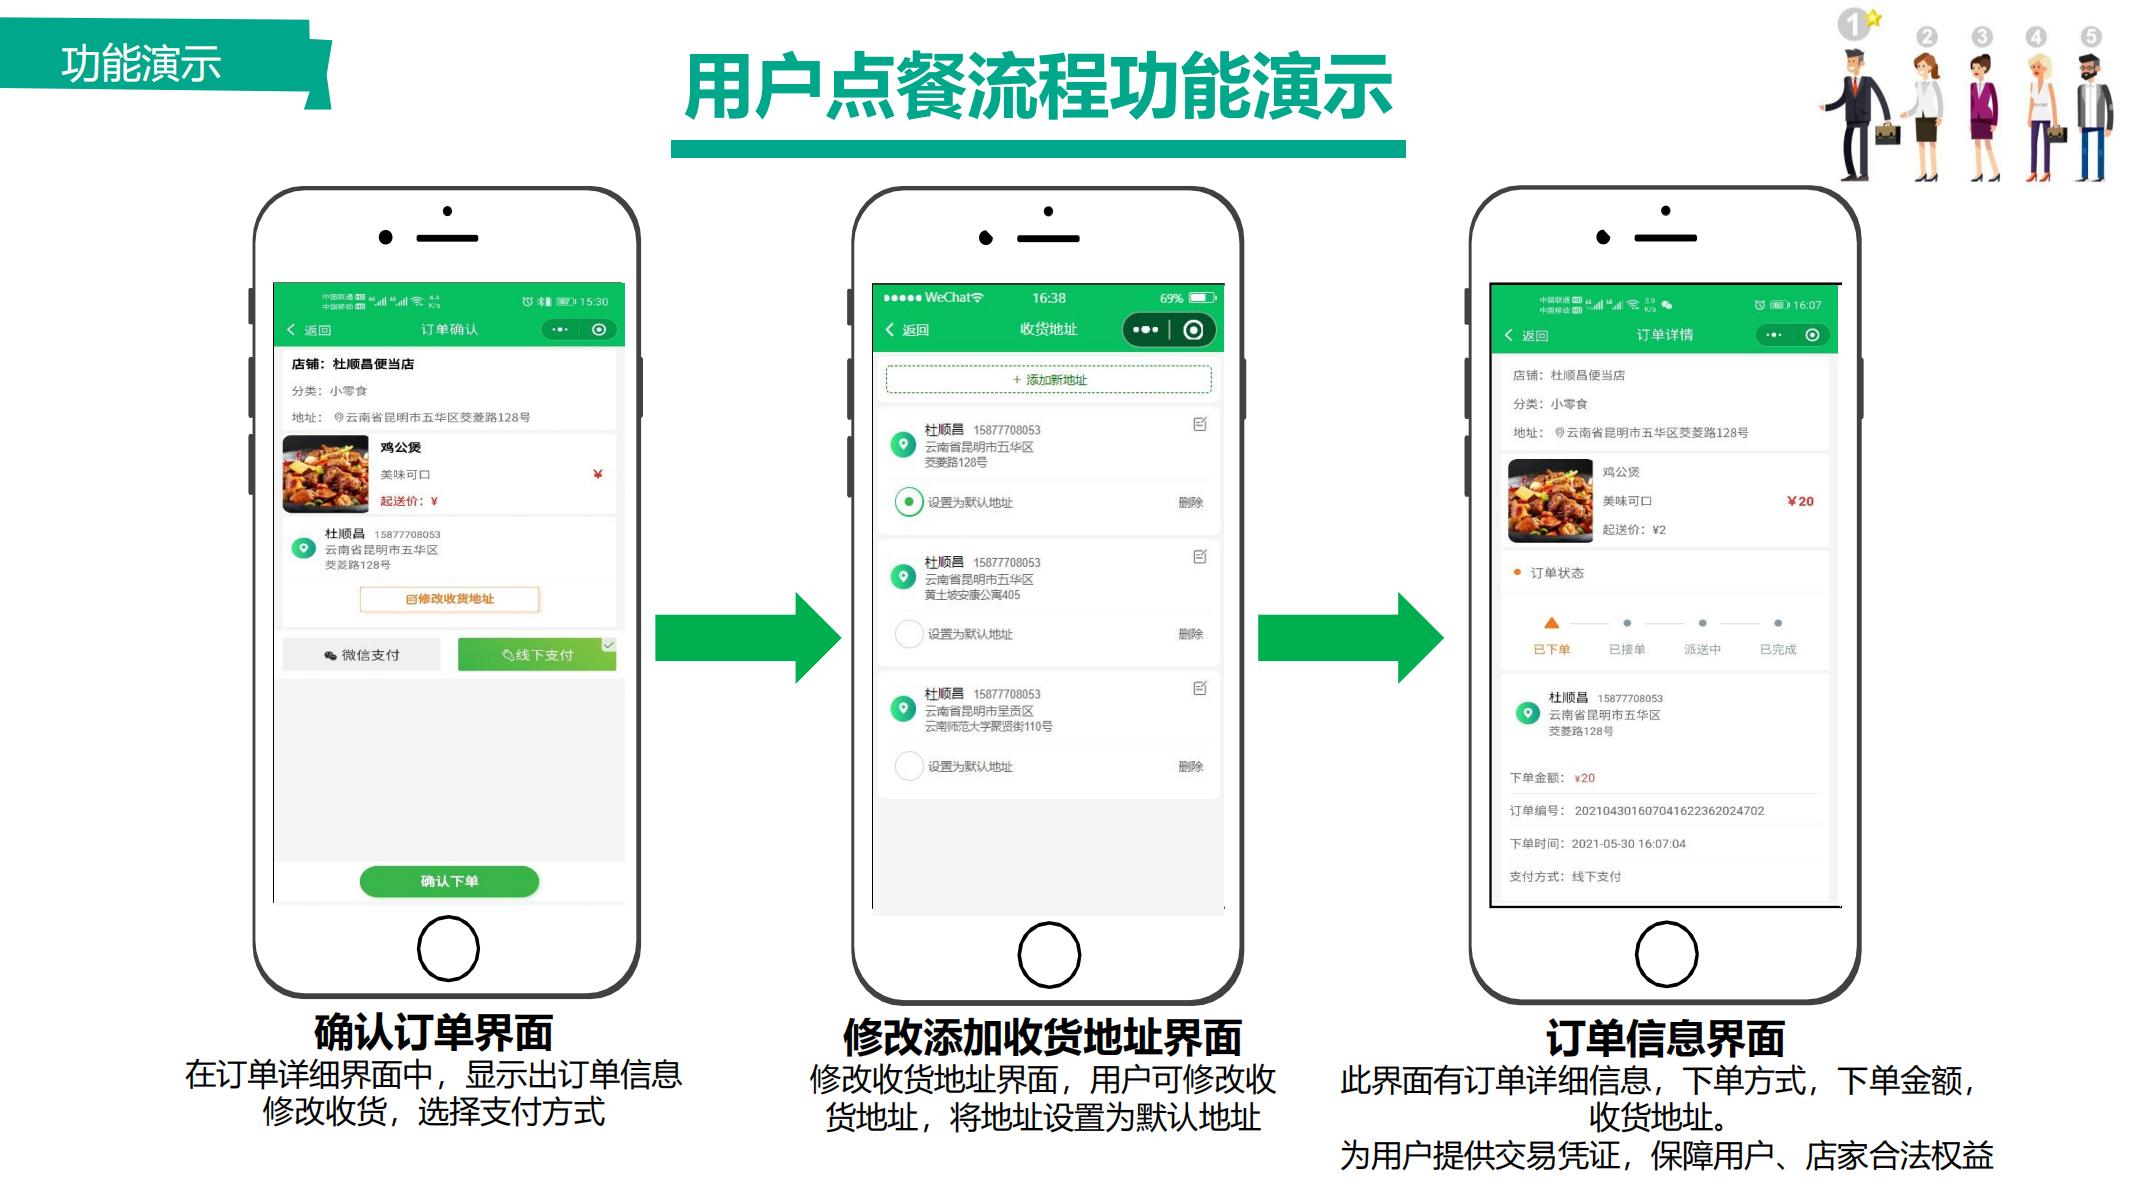 功能演示
用户点餐流程功能演示
1 2 3 4 5
中国联通 HD 4G 4G 4.4
中国移动 HD K/s 15:30
返回 订单确认
店铺：杜顺昌便当店
分类：小零食
地址： 云南省昆明市五华区茭菱路128号
鸡公煲
美味可口 ¥
起送价：¥
杜顺昌 15877708053
云南省昆明市五华区
茭菱路128号
修改收货地址
微信支付 线下支付
确认下单
确认订单界面
在订单详细界面中，显示出订单信息
修改收货，选择支付方式
WeChat 16:38 69%
返回 收货地址
+ 添加新地址
杜顺昌 15877708053
云南省昆明市五华区
茭菱路128号
设置为默认地址 删除
杜顺昌 15877708053
云南省昆明市五华区
黄土坡安康公寓405
设置为默认地址 删除
杜顺昌 15877708053
云南省昆明市呈贡区
云南师范大学聚贤街110号
设置为默认地址 删除
修改添加收货地址界面
修改收货地址界面，用户可修改收
货地址，将地址设置为默认地址
中国联通 HD 3.9
中国移动 HD K/s 16:07
返回 订单详情
店铺：杜顺昌便当店
分类：小零食
地址： 云南省昆明市五华区茭菱路128号
鸡公煲
美味可口 ¥20
起送价：¥2
订单状态
已下单 已接单 派送中 已完成
杜顺昌 15877708053
云南省昆明市五华区
茭菱路128号
下单金额： ¥20
订单编号： 20210430160704162236202​4702
下单时间：2021-05-30 16:07:04
支付方式：线下支付
订单信息界面
此界面有订单详细信息，下单方式，下单金额，
收货地址。
为用户提供交易凭证，保障用户、店家合法权益